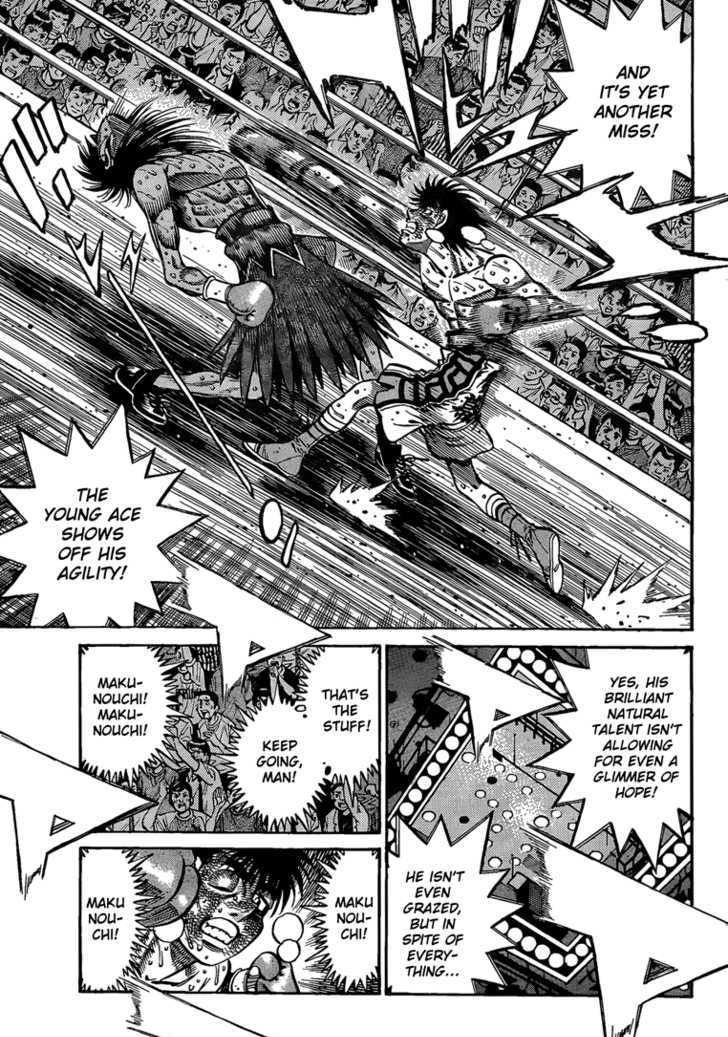 AND
IT'S YET
ANOTHER
MISS!
THE
YOUNG ACE
SHOWS
OFF HIS
AGILITY!
YES, HIS
BRILLIANT
NATURAL
TALENT ISN'T
ALLOWING
FOR EVEN A
GLIMMER OF
HOPE!
HE ISN'T
EVEN
GRAZED,
BUT IN
SPITE OF
EVERY-
THING...
THAT'S
THE
STUFF!
KEEP
GOING,
MAN!
MAKU-
NOUCHI!
MAKU-
NOUCHI!
MAKU
NOU-
CHI!
MAKU
NOU-
CHI!